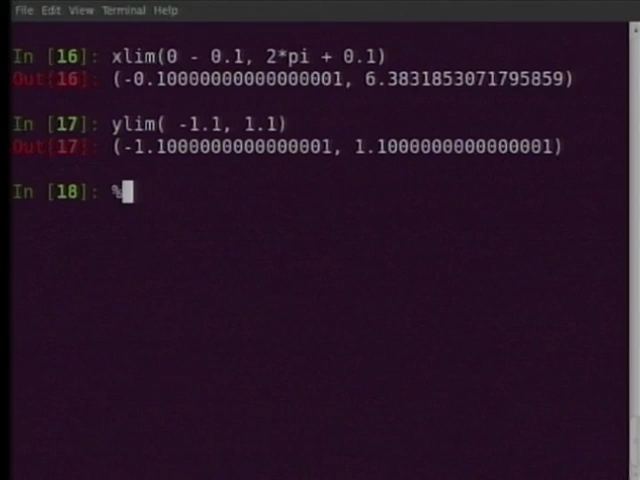 File Edit View Terminal Help
In [16]: xlim(0 - 0.1, 2*pi + 0.1)
Out[16]: (-0.10000000000000001, 6.3831853071795859)
In [17]: ylim( -1.1, 1.1)
Out[17]: (-1.1000000000000001, 1.1000000000000001)
In [18]: %